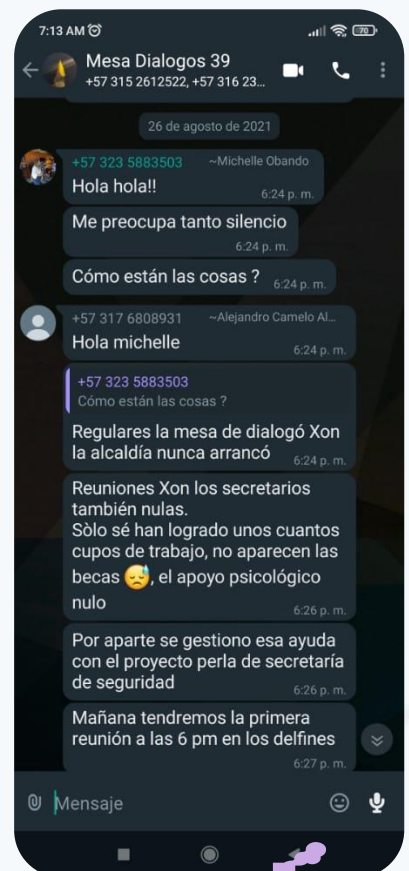 7:13 AM
70
Mesa Dialogos 39
+57 315 2612522, +57 316 23...
26 de agosto de 2021
+57 323 5883503 ~Michelle Obando
Hola hola!!
6:24 p. m.
Me preocupa tanto silencio
6:24 p. m.
Cómo están las cosas ?
6:24 p. m.
+57 317 6808931 ~Alejandro Camelo Al...
Hola michelle
6:24 p. m.
+57 323 5883503
Cómo están las cosas ?
Regulares la mesa de dialogó Xon
la alcaldía nunca arrancó
6:24 p. m.
Reuniones Xon los secretarios
también nulas.
Sòlo sé han logrado unos cuantos
cupos de trabajo, no aparecen las
becas 😓, el apoyo psicológico
nulo
6:26 p. m.
Por aparte se gestiono esa ayuda
con el proyecto perla de secretaría
de seguridad
6:26 p. m.
Mañana tendremos la primera
reunión a las 6 pm en los delfines
6:27 p. m.
Mensaje